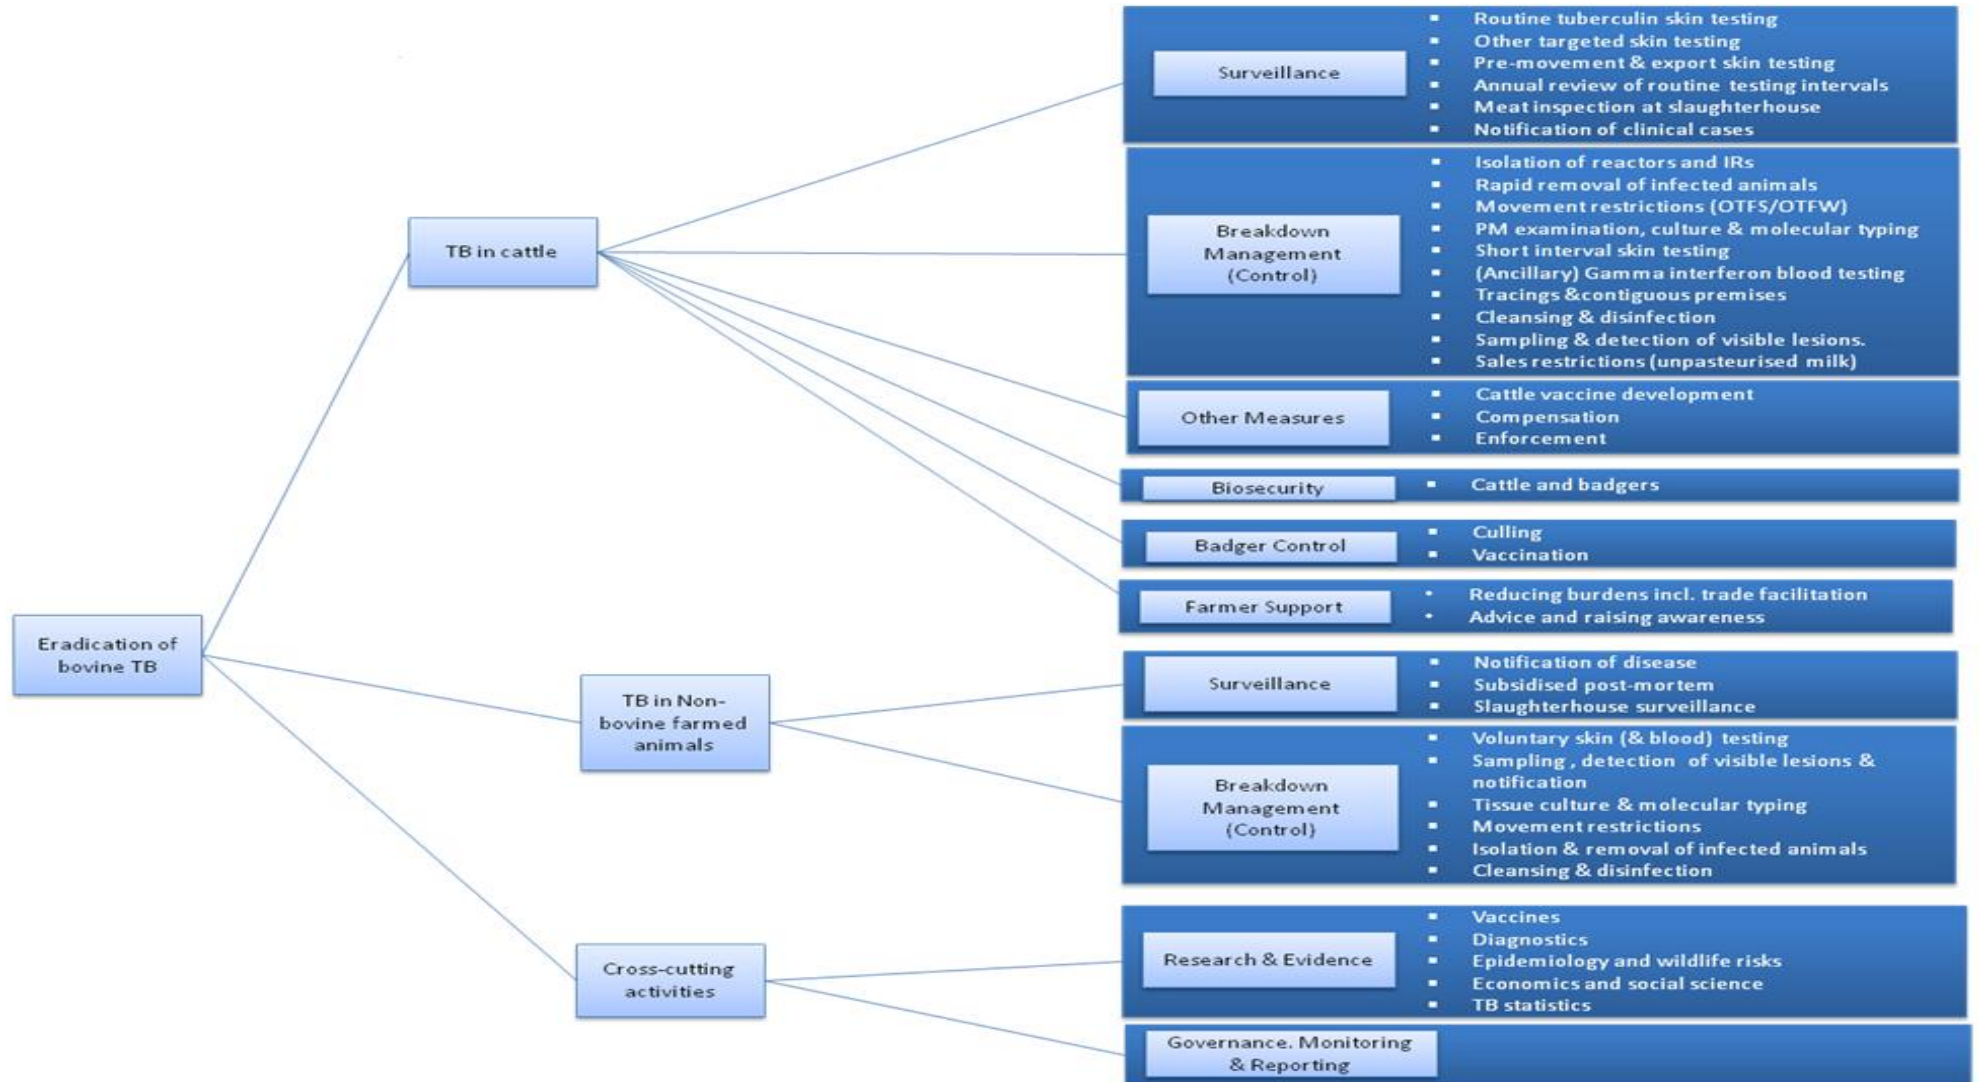 Eradication of
bovine TB
TB in cattle
Surveillance
Routine tuberculin skin testing
Other targeted skin testing
Pre-movement & export skin testing
Annual review of routine testing intervals
Meat inspection at slaughterhouse
Notification of clinical cases
Breakdown
Management
(Control)
Isolation of reactors and IRs
Rapid removal of infected animals
Movement restrictions (OTFS/OTFW)
PM examination, culture & molecular typing
Short interval skin testing
(Ancillary) Gamma interferon blood testing
Tracings &contiguous premises
Cleansing & disinfection
Sampling & detection of visible lesions.
Sales restrictions (unpasteurised milk)
Other Measures
Cattle vaccine development
Compensation
Enforcement
Biosecurity
Cattle and badgers
Badger Control
Culling
Vaccination
Farmer Support
Reducing burdens incl. trade facilitation
Advice and raising awareness
TB in Non-
bovine farmed
animals
Surveillance
Notification of disease
Subsidised post-mortem
Slaughterhouse surveillance
Breakdown
Management
(Control)
Voluntary skin (& blood) testing
Sampling , detection of visible lesions &
notification
Tissue culture & molecular typing
Movement restrictions
Isolation & removal of infected animals
Cleansing & disinfection
Cross-cutting
activities
Research & Evidence
Vaccines
Diagnostics
Epidemiology and wildlife risks
Economics and social science
TB statistics
Governance. Monitoring
& Reporting